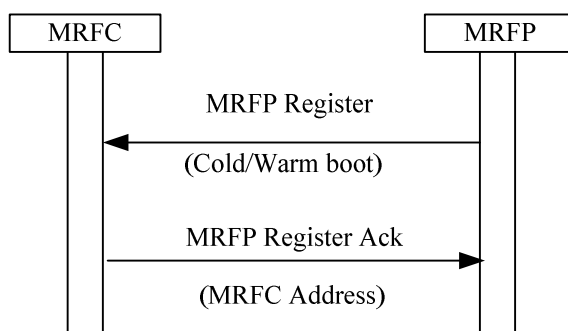 MRFC
MRFP
MRFP Register
(Cold/Warm boot)
MRFP Register Ack
(MRFC Address)